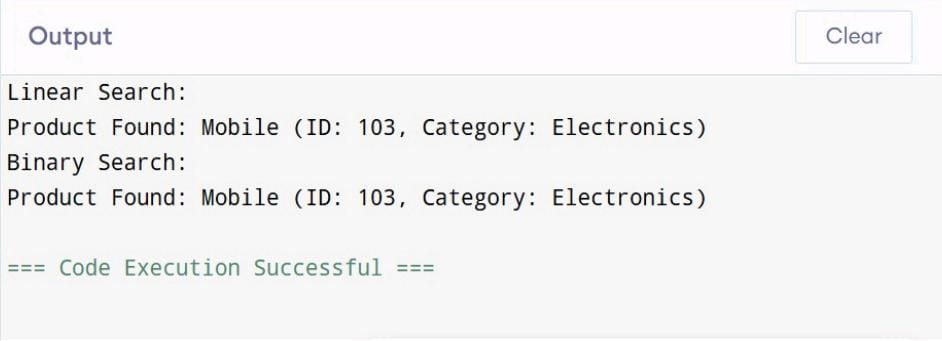 Output
Clear
Linear Search:
Product Found: Mobile (ID: 103, Category: Electronics)
Binary Search:
Product Found: Mobile (ID: 103, Category: Electronics)
=== Code Execution Successful ===